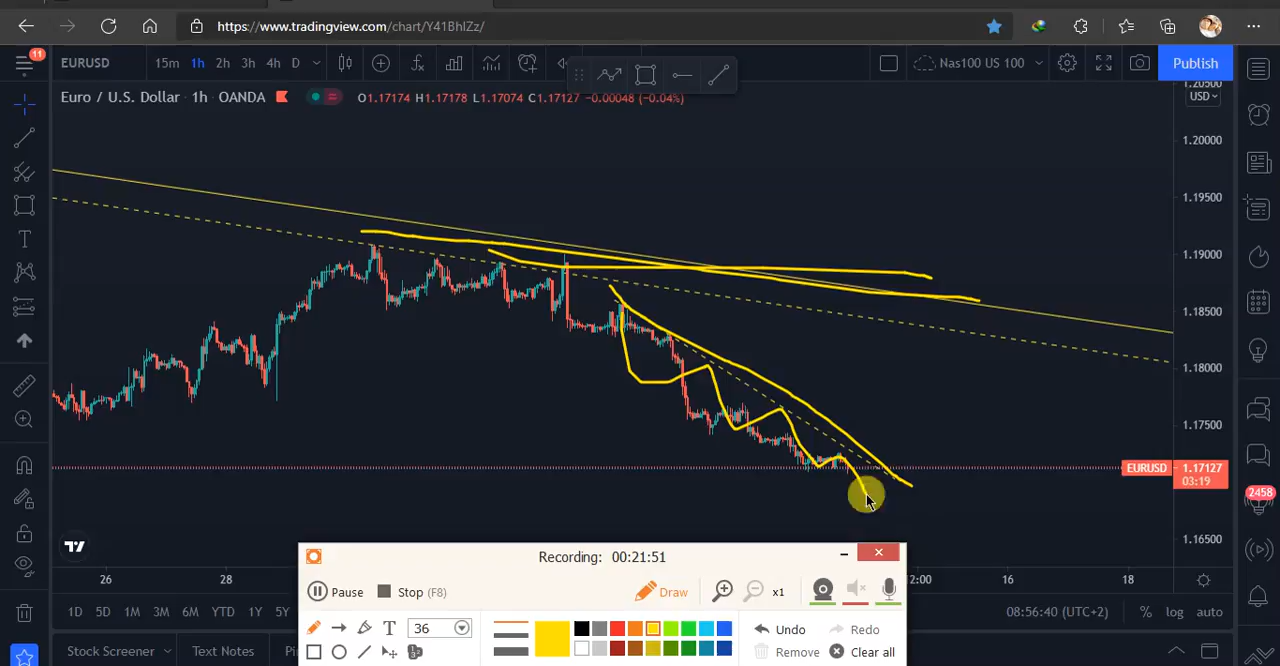 https://www.tradingview.com/chart/Y41BhIZz/
11
EURUSD 15m 1h 2h 3h 4h D Nas100 US 100 Publish
Euro / U.S. Dollar · 1h · OANDA O1.17174 H1.17178 L1.17074 C1.17127 −0.00048 (−0.04%)
1.20500
USD
1.20000
1.19500
1.19000
1.18500
1.18000
1.17500
EURUSD 1.17127
03:19
2458
1.16500
26 28 12:00 16 18
Recording: 00:21:51
Pause Stop (F8) Draw x1
T 36 Undo Redo
Remove Clear all
1D 5D 1M 3M 6M YTD 1Y 5Y 08:56:40 (UTC+2) % log auto
Stock Screener Text Notes